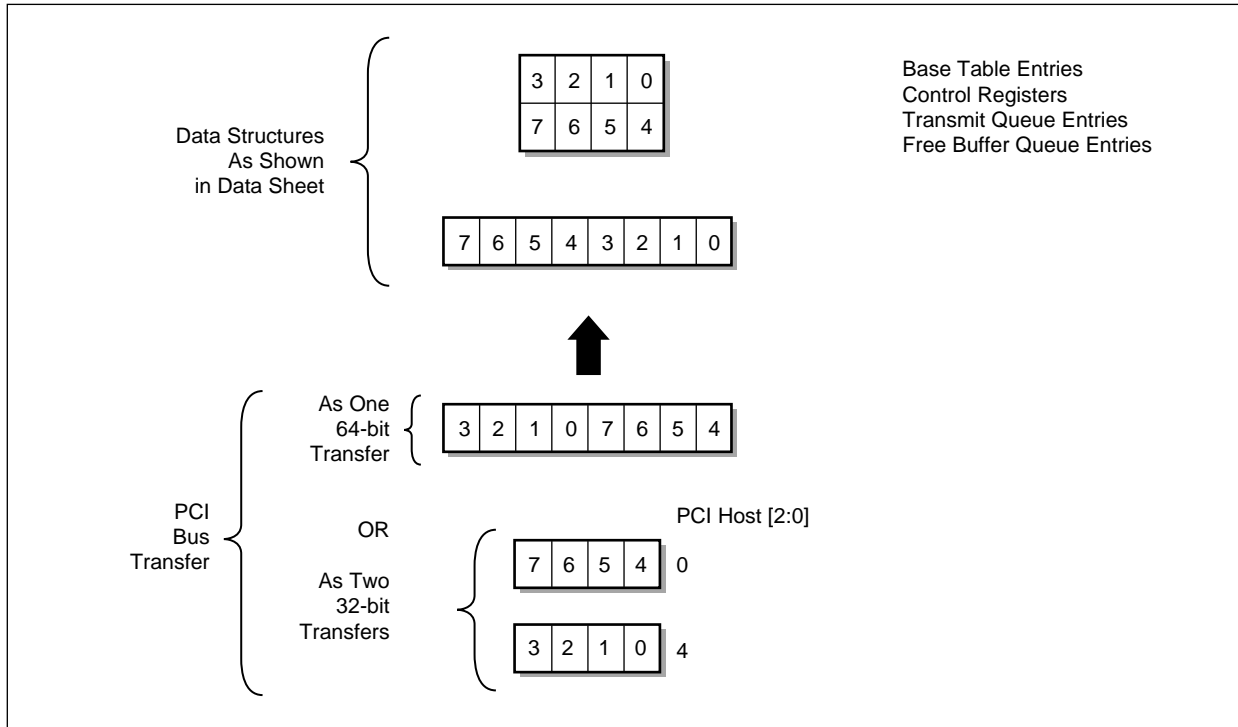 3 2 1 0
7 6 5 4
Base Table Entries
Control Registers
Transmit Queue Entries
Free Buffer Queue Entries
Data Structures
As Shown
in Data Sheet
7 6 5 4 3 2 1 0
As One
64-bit
Transfer
3 2 1 0 7 6 5 4
PCI
Bus
Transfer
OR
PCI Host [2:0]
As Two
32-bit
Transfers
7 6 5 4 0
3 2 1 0 4